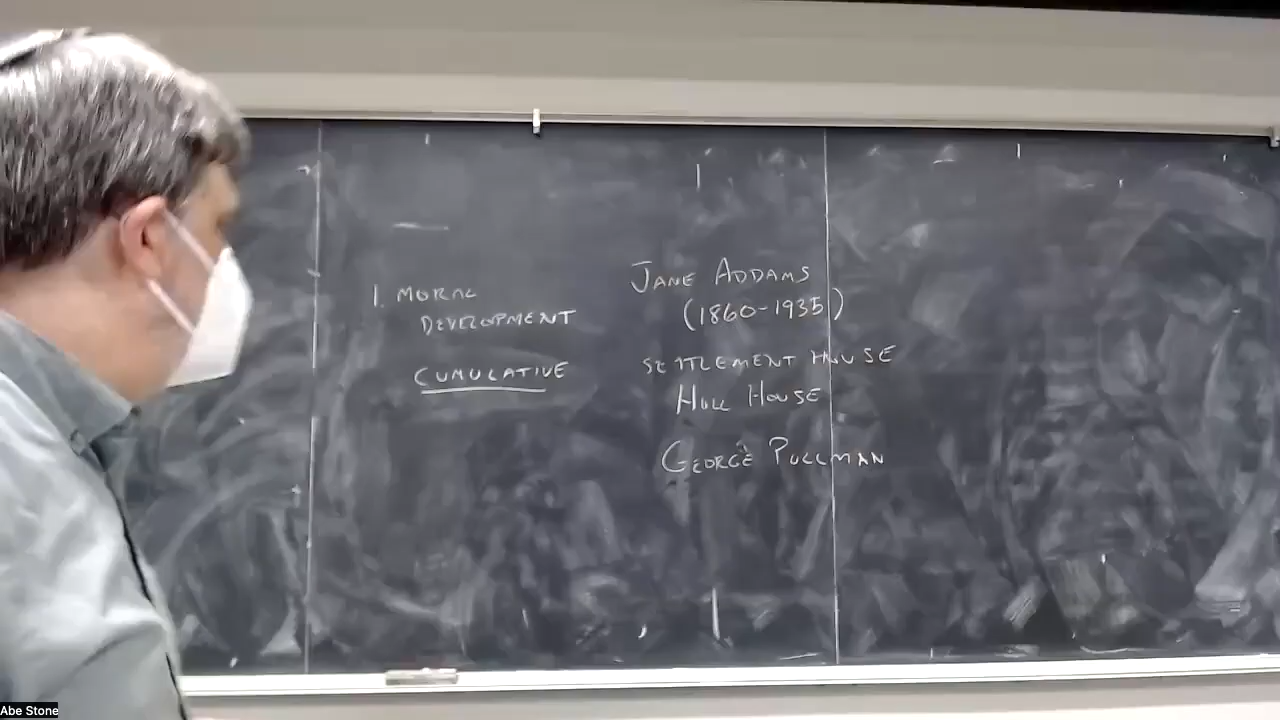 1. MORAL
DEVELOPMENT
CUMULATIVE
JANE ADDAMS
(1860-1935)
SETTLEMENT HOUSE
HULL HOUSE
GEORGE PULLMAN
Abe Stone